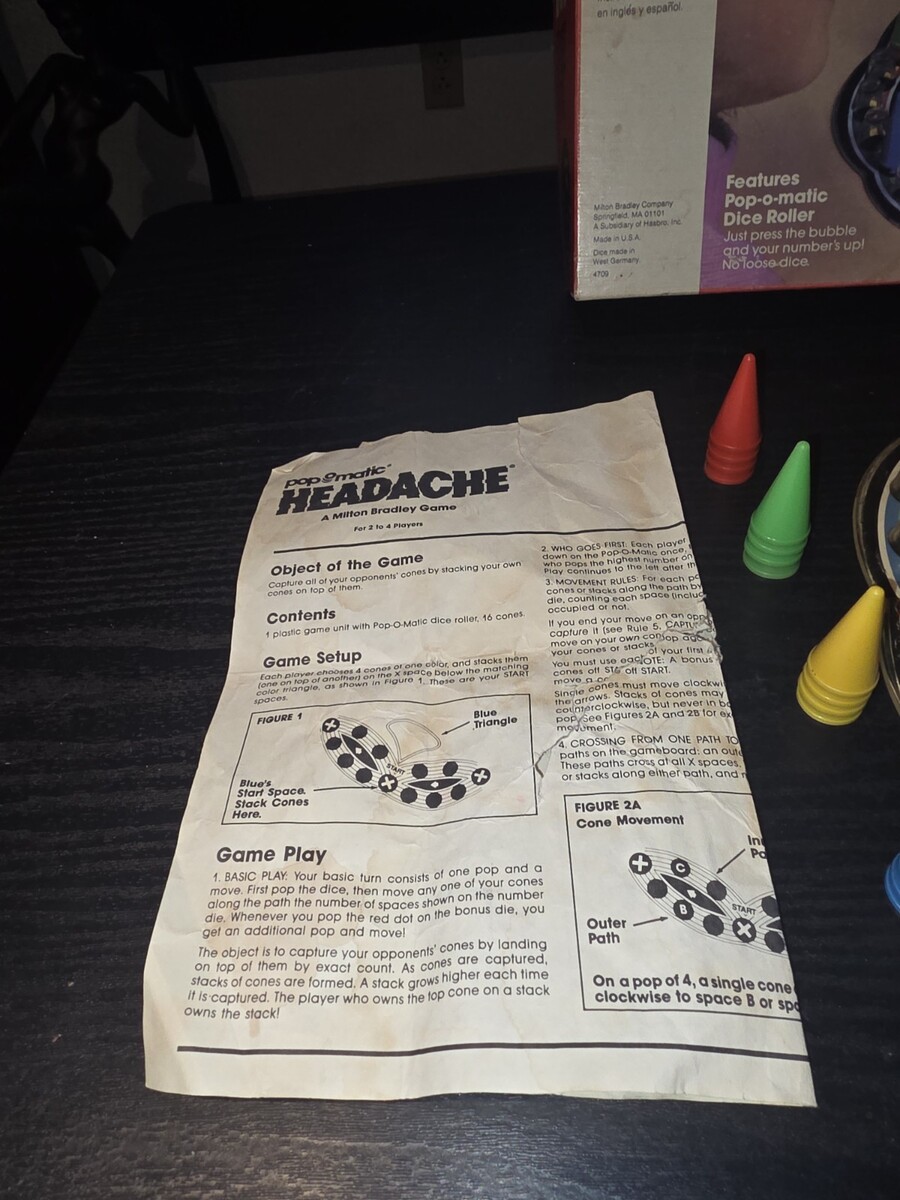 en inglés y español.
Milton Bradley Company
Springfield, MA 01101
A Subsidiary of Hasbro, Inc.
Made in U.S.A.
Dice made in
West Germany.
4709
Features
Pop-o-matic
Dice Roller
Just press the bubble
and your number's up!
No loose dice.
pop o matic®
HEADACHE®
A Milton Bradley Game
For 2 to 4 Players
Object of the Game
Capture all of your opponents' cones by stacking your own
cones on top of them.
Contents
1 plastic game unit with Pop-O-Matic dice roller, 16 cones.
Game Setup
Each player chooses 4 cones of one color, and stacks them
(one on top of another) on the X space below the matching
color triangle, as shown in Figure 1. These are your START
spaces.
FIGURE 1
Blue
Triangle
START
Blue's
Start Space.
Stack Cones
Here.
Game Play
1. BASIC PLAY: Your basic turn consists of one pop and a
move. First pop the dice, then move any one of your cones
along the path the number of spaces shown on the number
die. Whenever you pop the red dot on the bonus die, you
get an additional pop and move!
The object is to capture your opponents' cones by landing
on top of them by exact count. As cones are captured,
stacks of cones are formed. A stack grows higher each time
it is captured. The player who owns the top cone on a stack
owns the stack!
2. WHO GOES FIRST: Each player
down on the Pop-O-Matic once,
who pops the highest number on
Play continues to the left after th
3. MOVEMENT RULES: For each po
cones or stacks along the path by
die, counting each space (includ
occupied or not.
If you end your move on an opp
capture it (see Rule 5, CAPTU
move on your own con
your cones or stacks.
of your first
You must use eac
NOTE: A bonus
cones off
off START.
move a
Single cones must move clockwi
the arrows. Stacks of cones may
counterclockwise, but never in bo
pop. See Figures 2A and 2B for ex
movement.
4. CROSSING FROM ONE PATH TO
paths on the gameboard: an oute
These paths cross at all X spaces.
or stacks along either path, and
FIGURE 2A
Cone Movement
C
B
START
Outer
Path
On a pop of 4, a single cone
clockwise to space B or spa